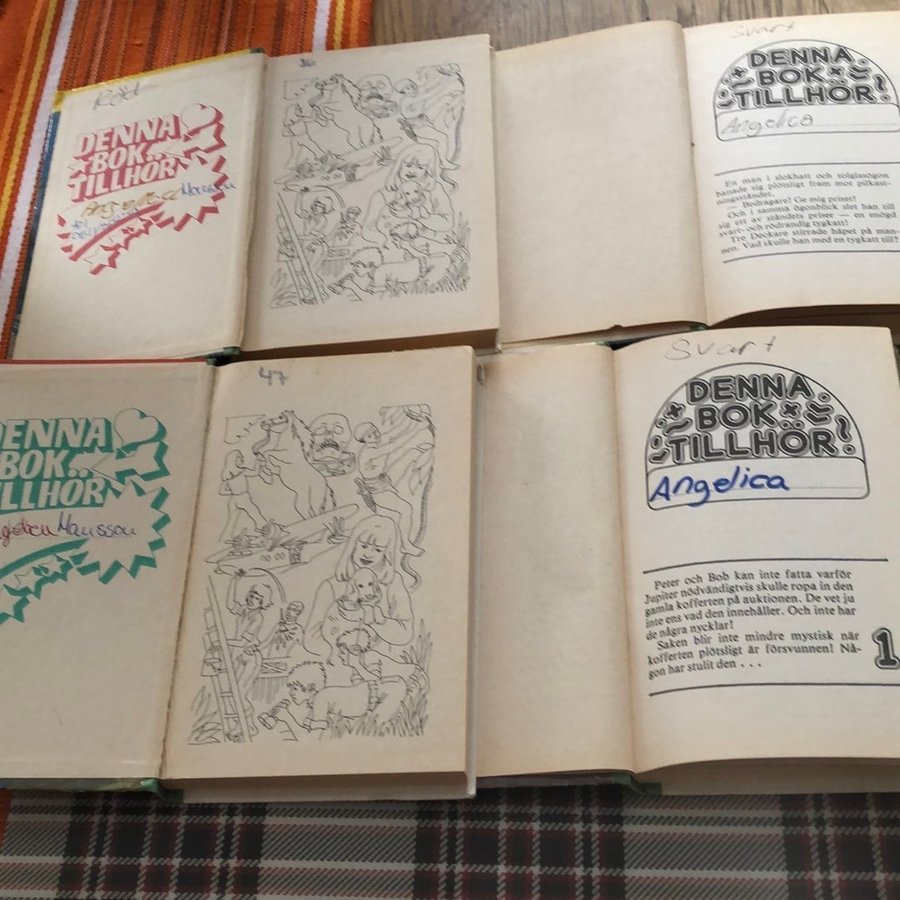 Röd
DENNA
BOK
TILLHÖR
Angelica Mansson
36
Svart
DENNA
BOK
TILLHÖR!
Angelica
En man i slokhatt och solglasögon
banade sig plötsligt fram mot pilkast-
ningsståndet.
— Bedragare! Ge mig priset!
Och i samma ögonblick slet han till
sig ett av ståndets priser — en enögd
svart- och rödrandig tygkatt!
Tre Deckare stirrade häpet på man-
nen. Vad skulle han med en tygkatt till?
DENNA
BOK
TILLHÖR
Mansson
47
Svart
DENNA
BOK
TILLHÖR!
Angelica
Peter och Bob kan inte fatta varför
Jupiter nödvändigtvis skulle ropa in den
gamla kofferten på auktionen. De vet ju
inte ens vad den innehåller. Och inte har
de några nycklar!
Saken blir inte mindre mystisk när
kofferten plötsligt är försvunnen! Nå-
gon har stulit den . . .
1